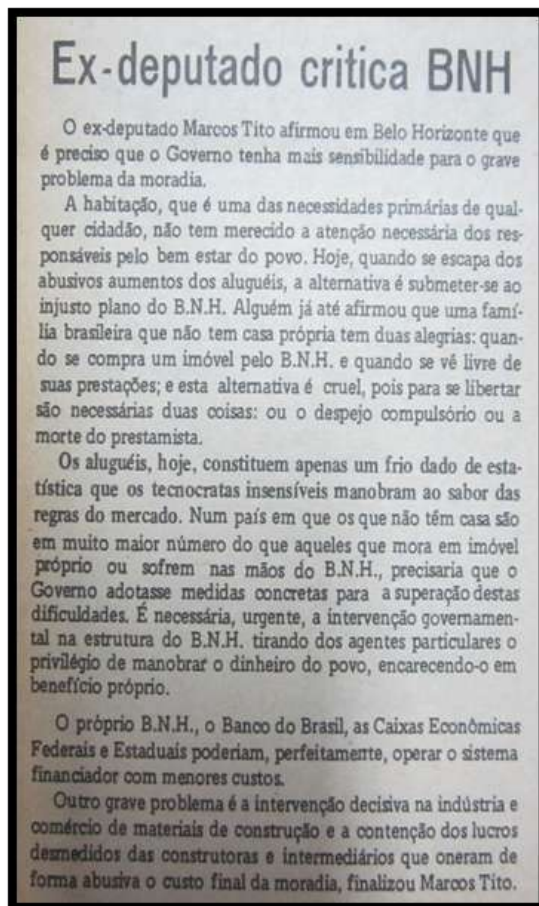 Ex-deputado critica BNH
O ex-deputado Marcos Tito afirmou em Belo Horizonte que
é preciso que o Governo tenha mais sensibilidade para o grave
problema da moradia.
A habitação, que é uma das necessidades primárias de qual-
quer cidadão, não tem merecido a atenção necessária dos res-
ponsáveis pelo bem estar do povo. Hoje, quando se escapa dos
abusivos aumentos dos aluguéis, a alternativa é submeter-se ao
injusto plano do B.N.H. Alguém já até afirmou que uma famí-
lia brasileira que não tem casa própria tem duas alegrias: quan-
do se compra um imóvel pelo B.N.H. e quando se vê livre de
suas prestações; e esta alternativa é cruel, pois para se libertar
são necessárias duas coisas: ou o despejo compulsório ou a
morte do prestamista.
Os aluguéis, hoje, constituem apenas um frio dado de esta-
tística que os tecnocratas insensíveis manobram ao sabor das
regras do mercado. Num país em que os que não têm casa são
em muito maior número do que aqueles que mora em imóvel
próprio ou sofrem nas mãos do B.N.H., precisaria que o
Governo adotasse medidas concretas para a superação destas
dificuldades. É necessária, urgente, a intervenção governamen-
tal na estrutura do B.N.H. tirando dos agentes particulares o
privilégio de manobrar o dinheiro do povo, encarecendo-o em
benefício próprio.
O próprio B.N.H., o Banco do Brasil, as Caixas Econômicas
Federais e Estaduais poderiam, perfeitamente, operar o sistema
financiador com menores custos.
Outro grave problema é a intervenção decisiva na indústria e
comércio de materiais de construção e a contenção dos lucros
desmedidos das construtoras e intermediários que oneram de
forma abusiva o custo final da moradia, finalizou Marcos Tito.